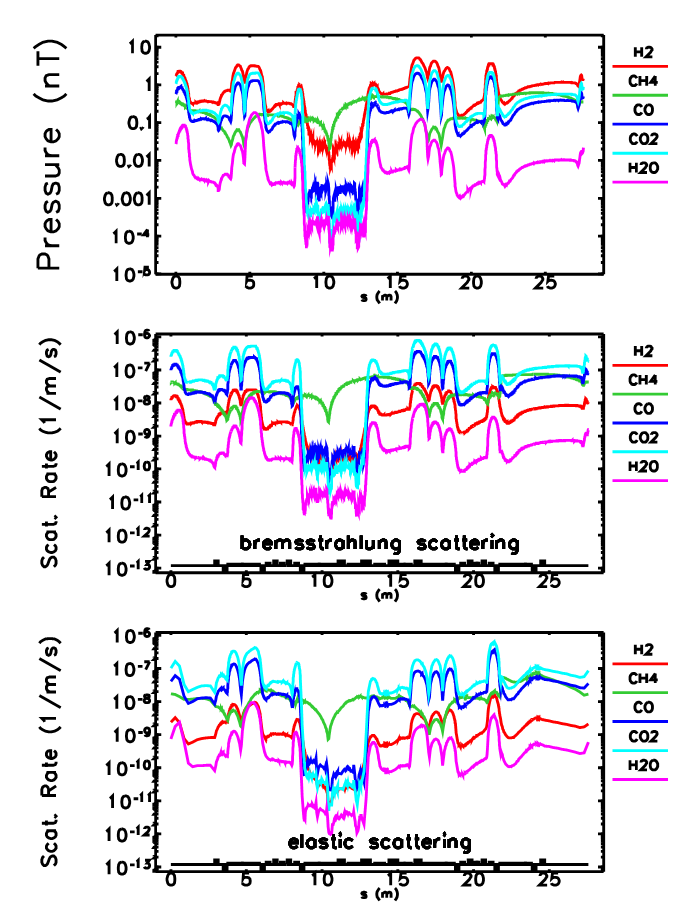 Pressure (nT)
10
1
0.1
0.01
0.001
10-4
10-5
0 5 10 15 20 25
s (m)
H2
CH4
CO
CO2
H2O
Scat. Rate (1/m/s)
10-6
10-7
10-8
10-9
10-10
10-11
10-12
10-13
bremsstrahlung scattering
0 5 10 15 20 25
s (m)
H2
CH4
CO
CO2
H2O
Scat. Rate (1/m/s)
10-6
10-7
10-8
10-9
10-10
10-11
10-12
10-13
elastic scattering
0 5 10 15 20 25
s (m)
H2
CH4
CO
CO2
H2O